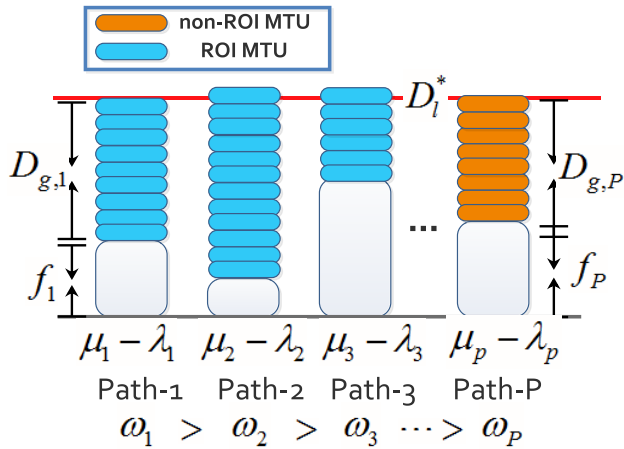 non-ROI MTU
ROI MTU
D_l^*
D_{g,1}
D_{g,P}
...
f_1
f_P
μ_1 − λ_1 μ_2 − λ_2 μ_3 − λ_3 μ_p − λ_p
Path-1 Path-2 Path-3 Path-P
ω_1 > ω_2 > ω_3 ⋯ > ω_P